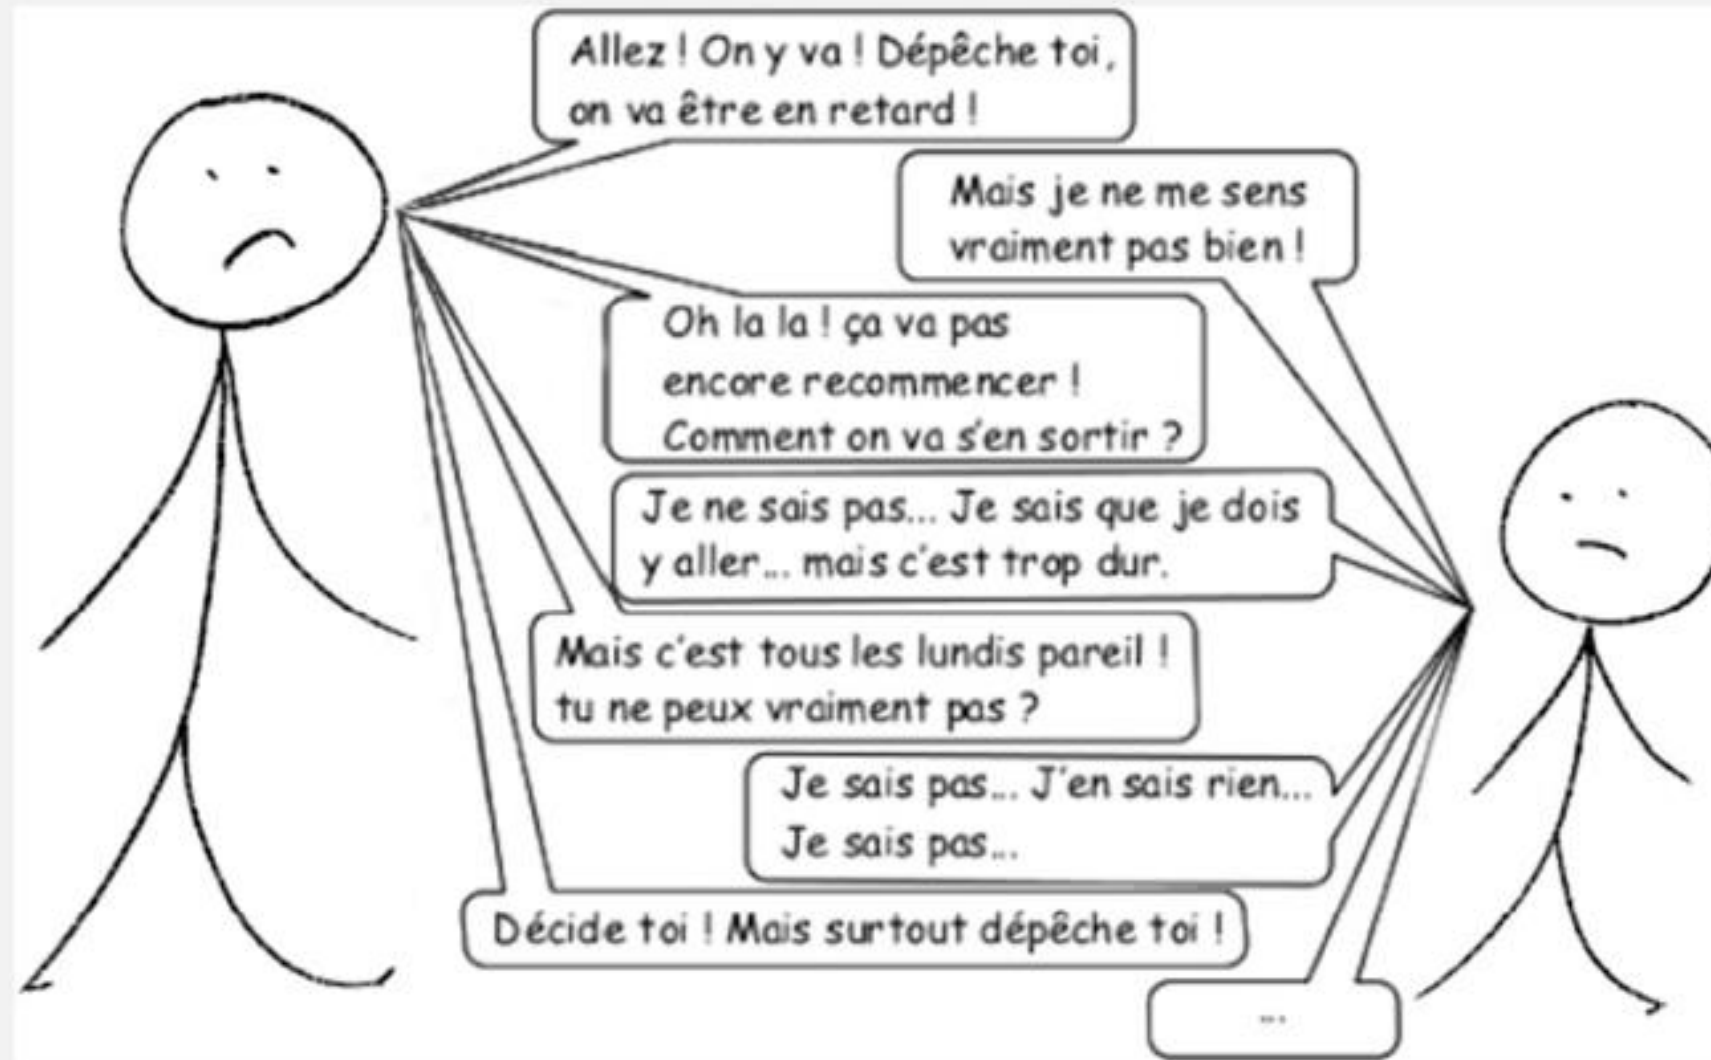 Allez ! On y va ! Dépêche toi,
on va être en retard !
Mais je ne me sens
vraiment pas bien !
Oh la la ! ça va pas
encore recommencer !
Comment on va s'en sortir ?
Je ne sais pas... Je sais que je dois
y aller... mais c'est trop dur.
Mais c'est tous les lundis pareil !
tu ne peux vraiment pas ?
Je sais pas... J'en sais rien...
Je sais pas...
Décide toi ! Mais surtout dépêche toi !
...